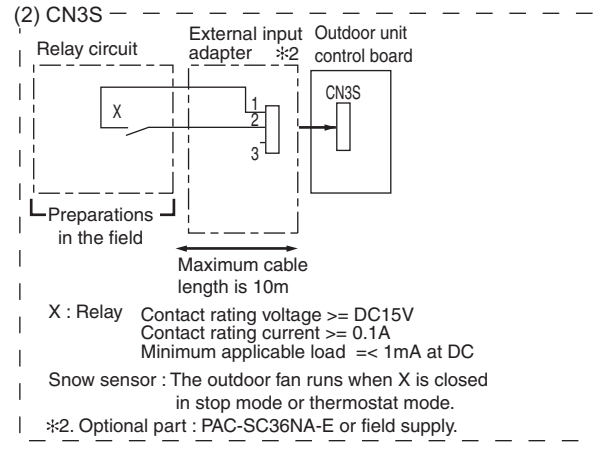 (2) CN3S
Relay circuit
External input
adapter ✻2
Outdoor unit
control board
CN3S
X
1
2
3
Preparations
in the field
Maximum cable
length is 10m
X : Relay
Contact rating voltage >= DC15V
Contact rating current >= 0.1A
Minimum applicable load =< 1mA at DC
Snow sensor : The outdoor fan runs when X is closed
in stop mode or thermostat mode.
✻2. Optional part : PAC-SC36NA-E or field supply.